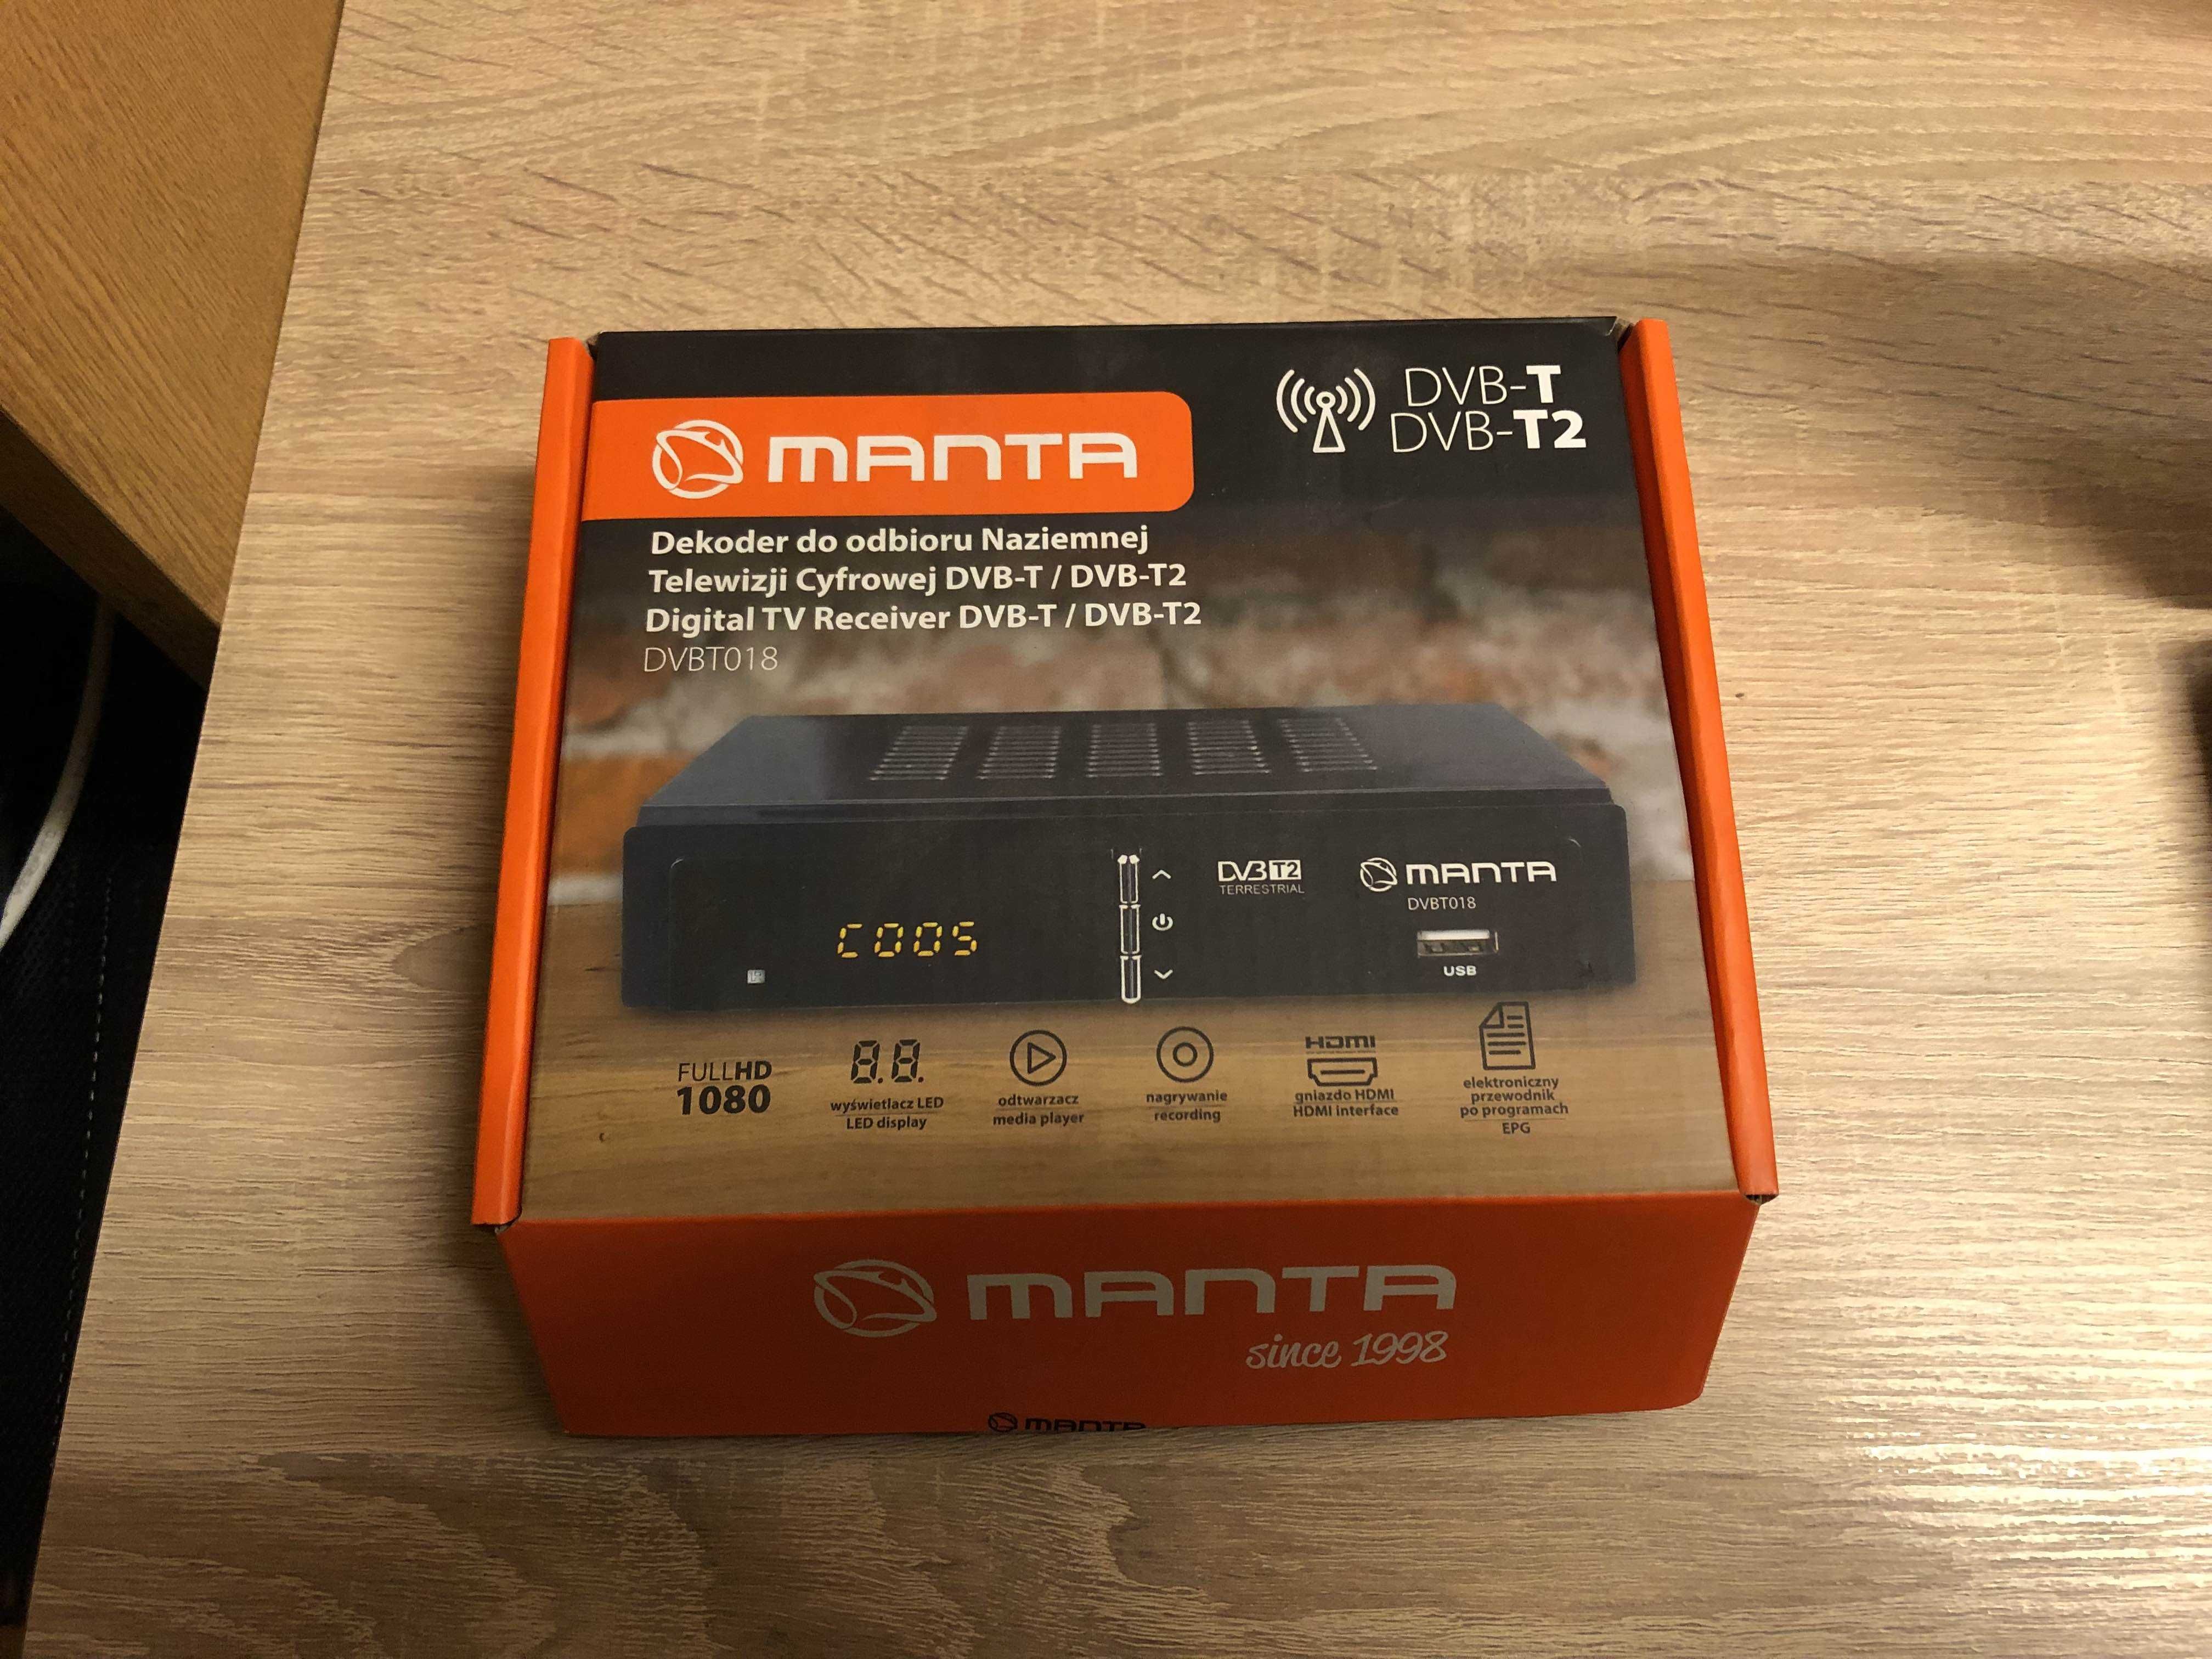 DVB-T
DVB-T2
MANTA
Dekoder do odbioru Naziemnej
Telewizji Cyfrowej DVB-T / DVB-T2
Digital TV Receiver DVB-T / DVB-T2
DVBT018
DVB T2
TERRESTRIAL
MANTA
DVBT018
C005
USB
FULLHD
1080
8.8.
wyświetlacz LED
LED display
odtwarzacz
media player
nagrywanie
recording
HDMI
gniazdo HDMI
HDMI interface
elektroniczny
przewodnik
po programach
EPG
MANTA
since 1998
MANTA